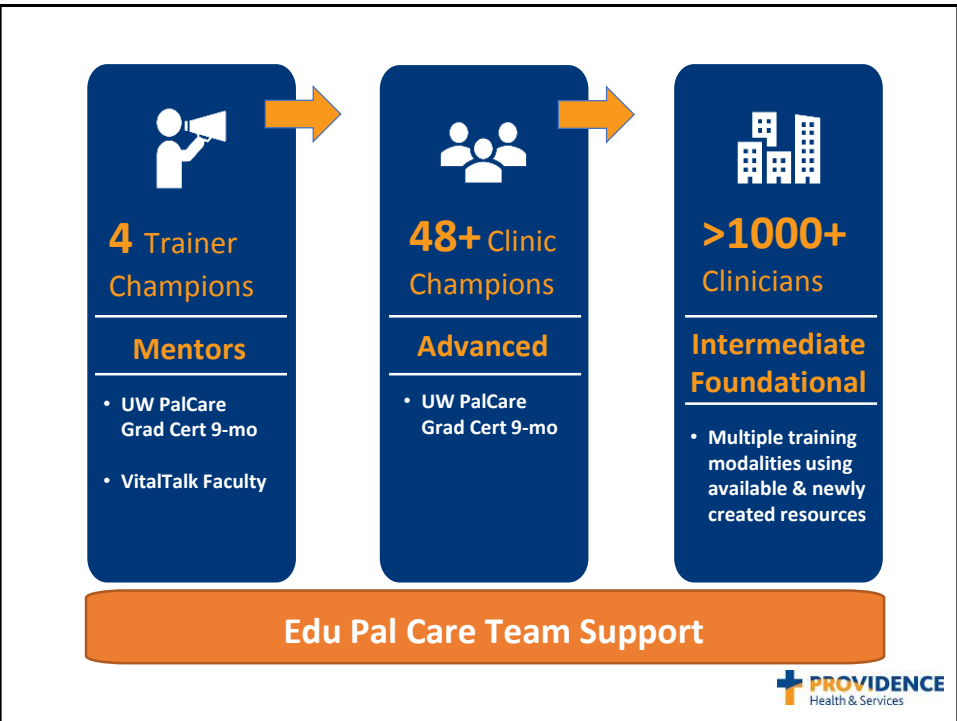 4 Trainer
Champions
Mentors
• UW PalCare
Grad Cert 9-mo
• VitalTalk Faculty
48+ Clinic
Champions
Advanced
• UW PalCare
Grad Cert 9-mo
>1000+
Clinicians
Intermediate
Foundational
• Multiple training
modalities using
available & newly
created resources
Edu Pal Care Team Support
PROVIDENCE
Health & Services